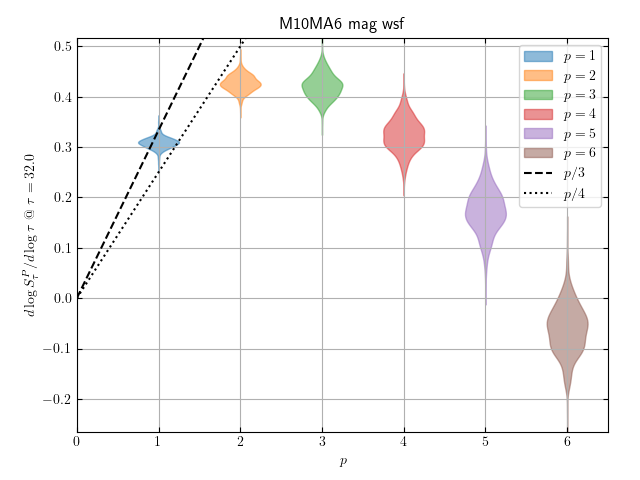 M10MA6 mag wsf
0.5
0.4
0.3
0.2
0.1
0.0
−0.1
−0.2
0 1 2 3 4 5 6
p
d log S_τ^P / d log τ @ τ = 32.0
p = 1
p = 2
p = 3
p = 4
p = 5
p = 6
p/3
p/4